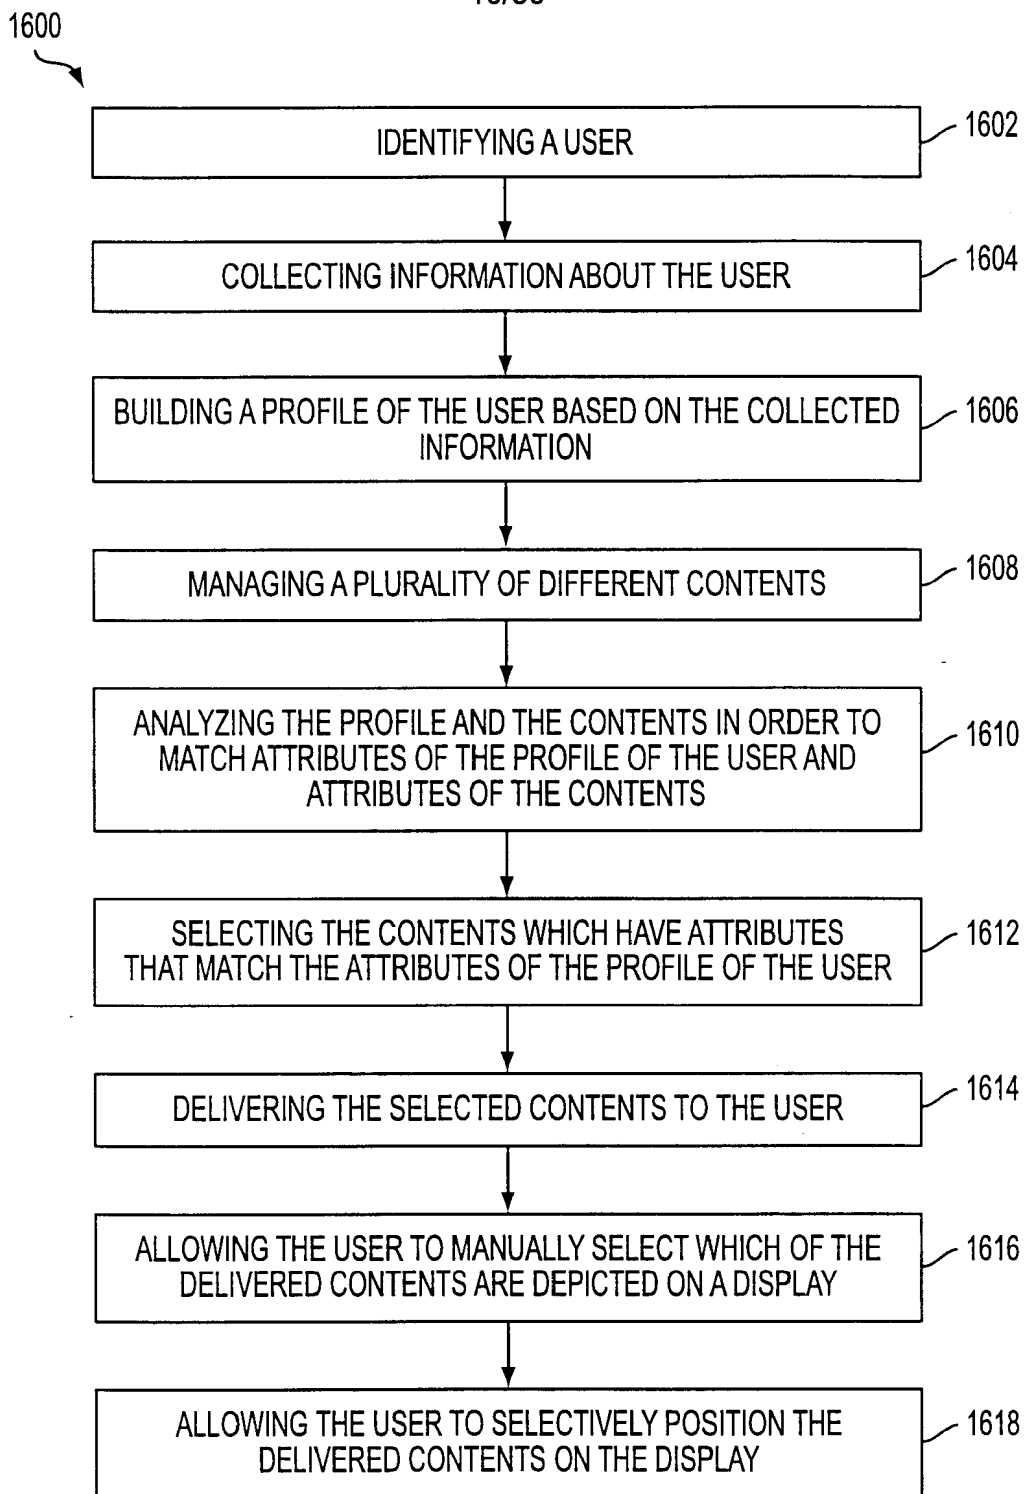 1600
IDENTIFYING A USER
1602
COLLECTING INFORMATION ABOUT THE USER
1604
BUILDING A PROFILE OF THE USER BASED ON THE COLLECTED
INFORMATION
1606
MANAGING A PLURALITY OF DIFFERENT CONTENTS
1608
ANALYZING THE PROFILE AND THE CONTENTS IN ORDER TO
MATCH ATTRIBUTES OF THE PROFILE OF THE USER AND
ATTRIBUTES OF THE CONTENTS
1610
SELECTING THE CONTENTS WHICH HAVE ATTRIBUTES
THAT MATCH THE ATTRIBUTES OF THE PROFILE OF THE USER
1612
DELIVERING THE SELECTED CONTENTS TO THE USER
1614
ALLOWING THE USER TO MANUALLY SELECT WHICH OF THE
DELIVERED CONTENTS ARE DEPICTED ON A DISPLAY
1616
ALLOWING THE USER TO SELECTIVELY POSITION THE
DELIVERED CONTENTS ON THE DISPLAY
1618